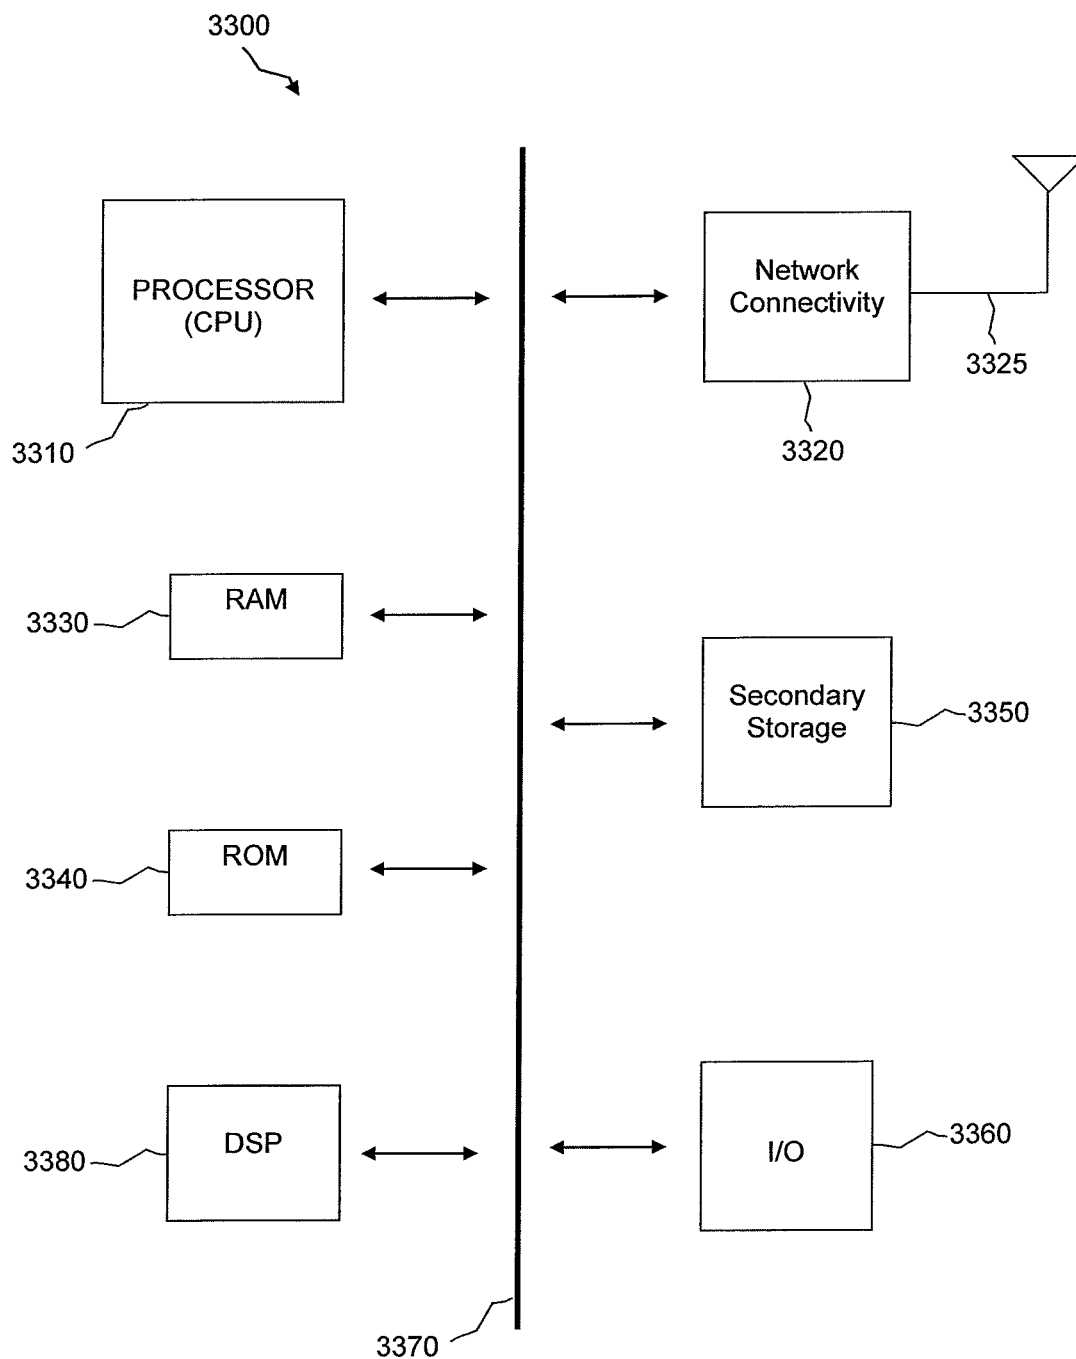 3300
PROCESSOR
(CPU)
3310
Network
Connectivity
3325
3320
RAM
3330
Secondary
Storage
3350
ROM
3340
DSP
3380
I/O
3360
3370